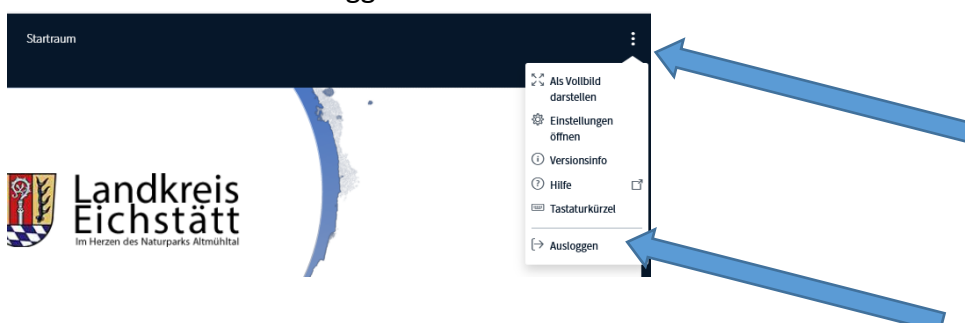 Startraum
Als Vollbild
darstellen
Einstellungen
öffnen
Versionsinfo
Hilfe
Tastaturkürzel
Ausloggen
Landkreis
Eichstätt
Im Herzen des Naturparks Altmühltal